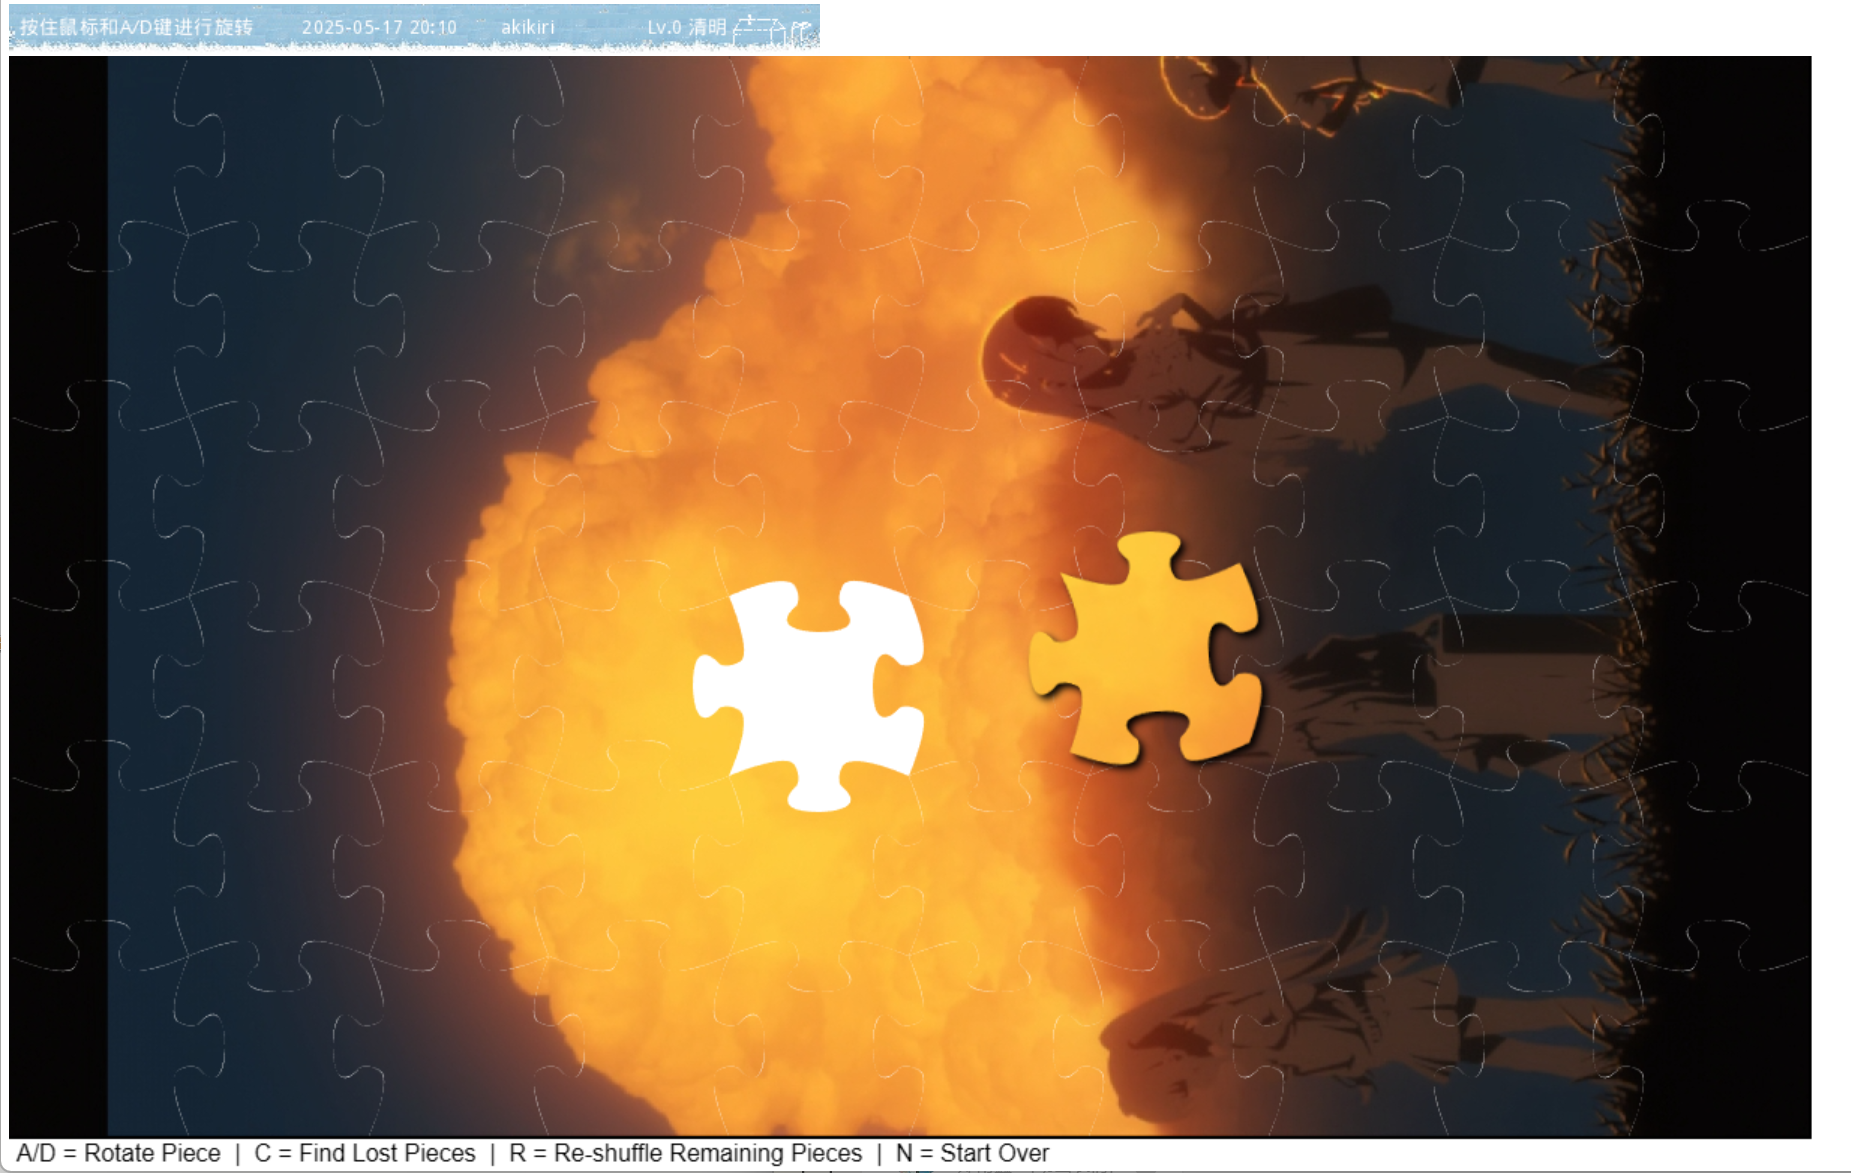 按住鼠标和A/D键进行旋转 2025-05-17 20:10 akikiri Lv.0 清明
A/D = Rotate Piece | C = Find Lost Pieces | R = Re-shuffle Remaining Pieces | N = Start Over